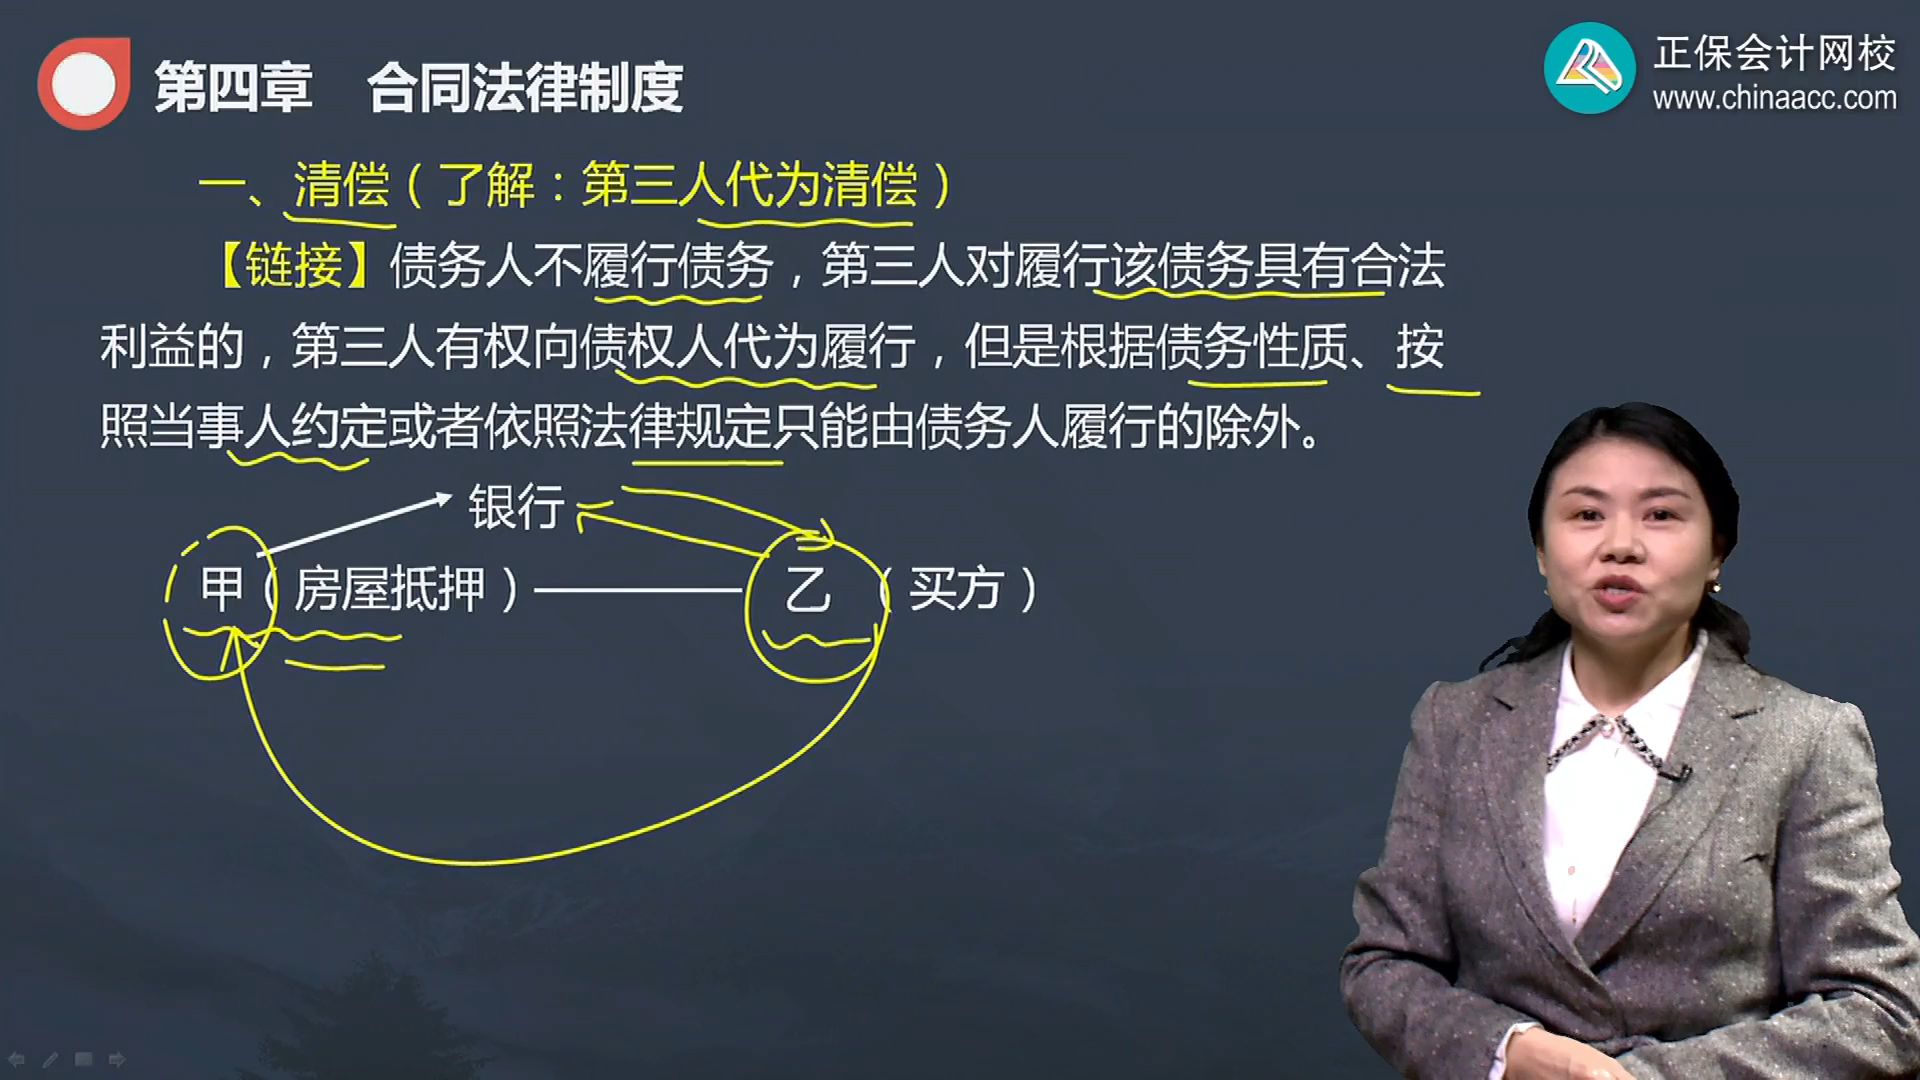 第四章 合同法律制度
正保会计网校
www.chinaacc.com
一、清偿（了解：第三人代为清偿）
【链接】债务人不履行债务，第三人对履行该债务具有合法
利益的，第三人有权向债权人代为履行，但是根据债务性质、按
照当事人约定或者依照法律规定只能由债务人履行的除外。
银行
甲（房屋抵押） 乙（买方）